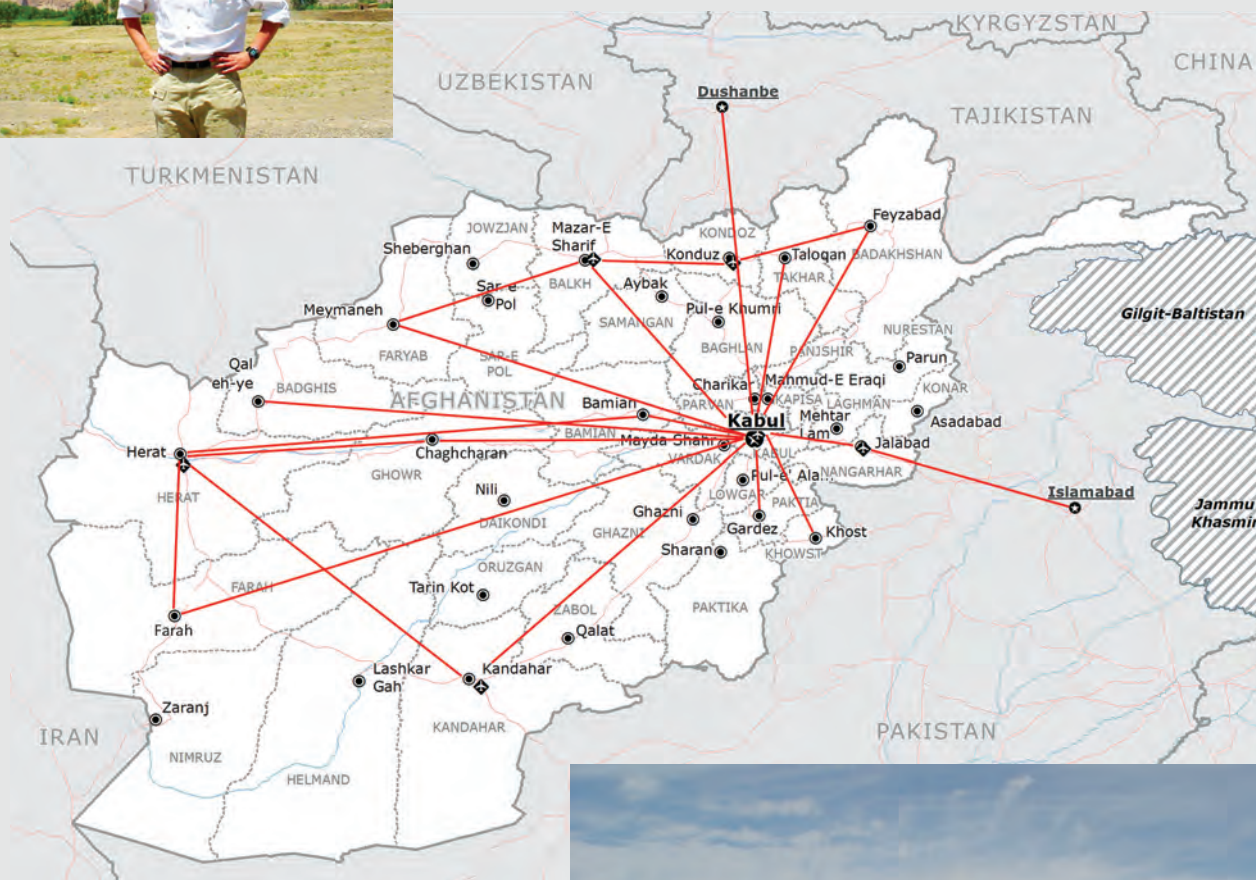 KYRGYZSTAN
CHINA
UZBEKISTAN
Dushanbe
TAJIKISTAN
TURKMENISTAN
Feyzabad
JOWZJAN
Mazar-E
Sharif
KONDOZ
Sheberghan
Konduz
Taloqan
BADAKHSHAN
TAKHAR
BALKH
Aybak
Sar-e
Pol
Meymaneh
Pul-e Khumri
Gilgit-Baltistan
SAMANGAN
NURESTAN
BAGHLAN
PANJSHIR
FARYAB
SAR-E
POL
Parun
Qal
eh-ye
BADGHIS
Charikar
Mahmud-E Eraqi
KONAR
AFGHANISTAN
Bamian
PARVAN
KAPISA
LAGHMAN
Mehtar
Lam
Asadabad
Kabul
BAMIAN
Mayda Shahr
Jalabad
Herat
Chaghcharan
VARDAK
KABUL
NANGARHAR
GHOWR
Pul-e' Ala...
HERAT
Nili
LOWGAR
PAKTIA
Islamabad
DAIKONDI
Ghazni
Gardez
Khost
Jammu
Khasmir
GHAZNI
Sharan
KHOWST
ORUZGAN
FARAH
Tarin Kot
ZABOL
PAKTIKA
Farah
Qalat
Lashkar
Gah
Kandahar
Zaranj
KANDAHAR
PAKISTAN
IRAN
NIMRUZ
HELMAND